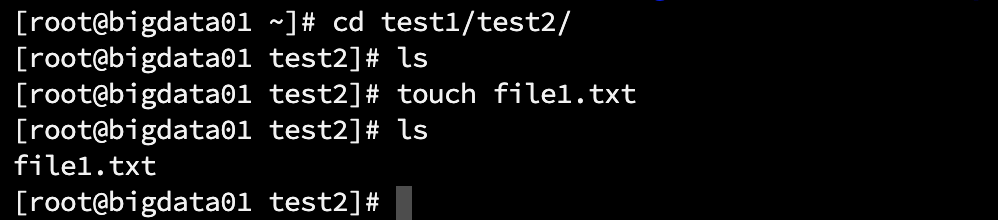 [root@bigdata01 ~]# cd test1/test2/
[root@bigdata01 test2]# ls
[root@bigdata01 test2]# touch file1.txt
[root@bigdata01 test2]# ls
file1.txt
[root@bigdata01 test2]#